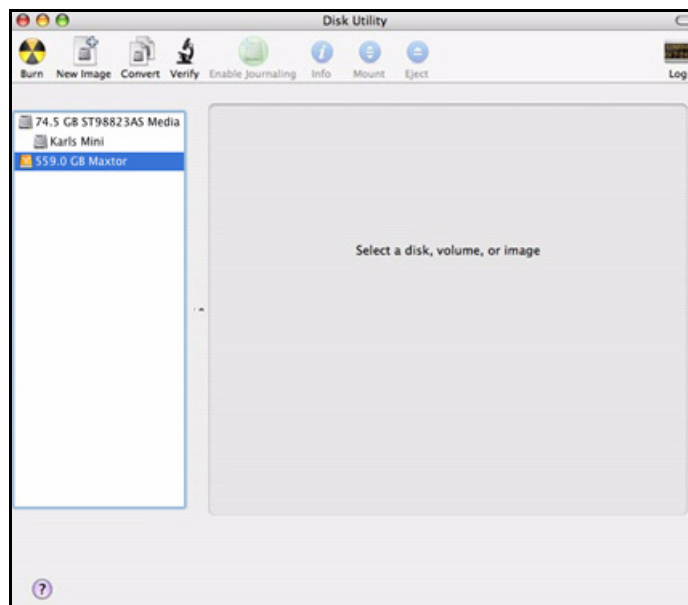 Disk Utility
Burn New Image Convert Verify Enable Journaling Info Mount Eject Log
74.5 GB ST98823AS Media
Karls Mini
559.0 GB Maxtor
Select a disk, volume, or image
?